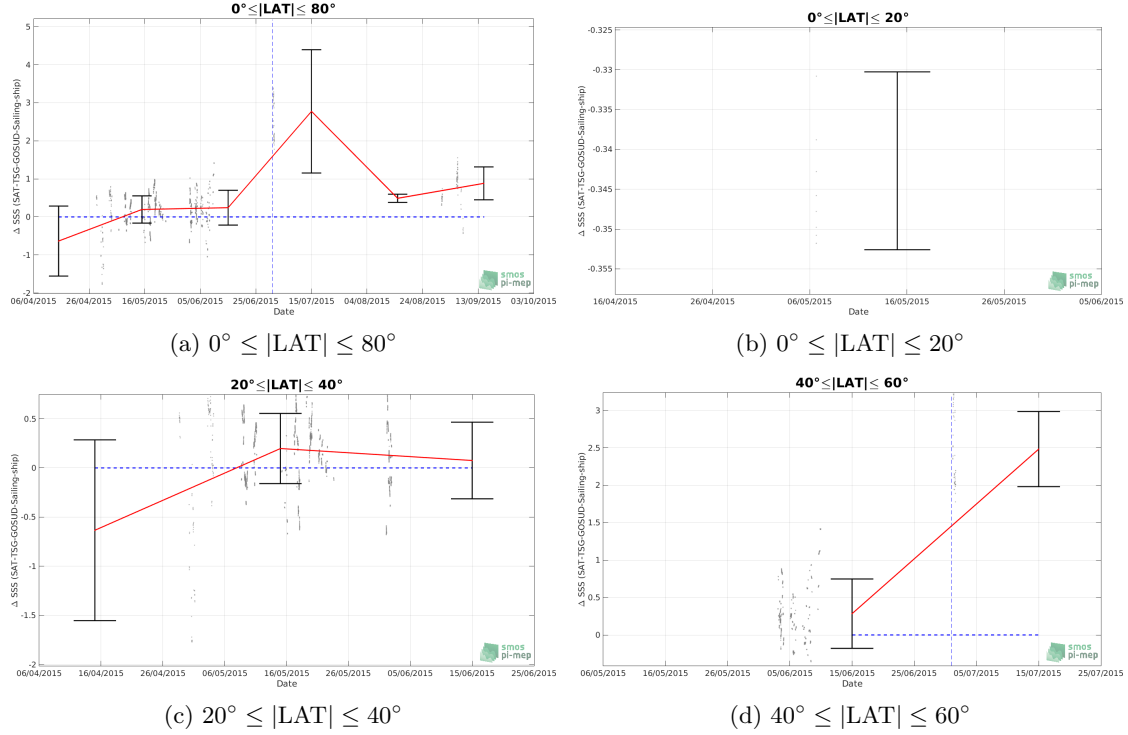 0°≤|LAT|≤ 80°
Δ SSS (SAT-TSG-GOSUD-Sailing-ship)
5
4
3
2
1
0
-1
-2
06/04/2015 26/04/2015 16/05/2015 05/06/2015 25/06/2015 15/07/2015 04/08/2015 24/08/2015 13/09/2015 03/10/2015
Date
smos
pi-mep
(a) 0° ≤ |LAT| ≤ 80°
0°≤|LAT|≤ 20°
Δ SSS (SAT-TSG-GOSUD-Sailing-ship)
-0.325
-0.33
-0.335
-0.34
-0.345
-0.35
-0.355
16/04/2015 26/04/2015 06/05/2015 16/05/2015 26/05/2015 05/06/2015
Date
smos
pi-mep
(b) 0° ≤ |LAT| ≤ 20°
20°≤|LAT|≤ 40°
Δ SSS (SAT-TSG-GOSUD-Sailing-ship)
0.5
0
-0.5
-1
-1.5
-2
06/04/2015 16/04/2015 26/04/2015 05/05/2015 16/05/2015 26/05/2015 05/06/2015 15/06/2015 25/06/2015
Date
smos
pi-mep
(c) 20° ≤ |LAT| ≤ 40°
40°≤|LAT|≤ 60°
Δ SSS (SAT-TSG-GOSUD-Sailing-ship)
3
2.5
2
1.5
1
0.5
0
06/05/2015 16/05/2015 26/05/2015 05/06/2015 15/06/2015 25/06/2015 05/07/2015 15/07/2015 25/07/2015
Date
smos
pi-mep
(d) 40° ≤ |LAT| ≤ 60°